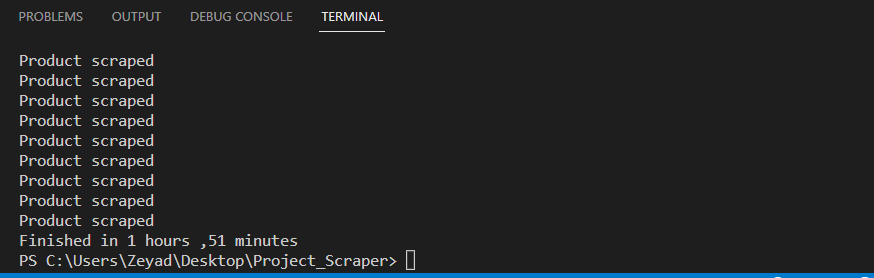 PROBLEMS OUTPUT DEBUG CONSOLE TERMINAL
Product scraped
Product scraped
Product scraped
Product scraped
Product scraped
Product scraped
Product scraped
Product scraped
Product scraped
Finished in 1 hours ,51 minutes
PS C:\Users\Zeyad\Desktop\Project_Scraper>